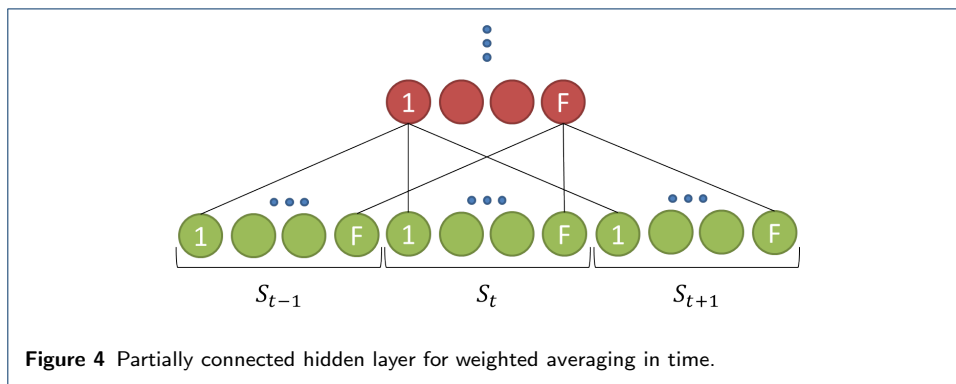 1 F
1 F 1 F 1 F
S_{t−1} S_t S_{t+1}
Figure 4 Partially connected hidden layer for weighted averaging in time.